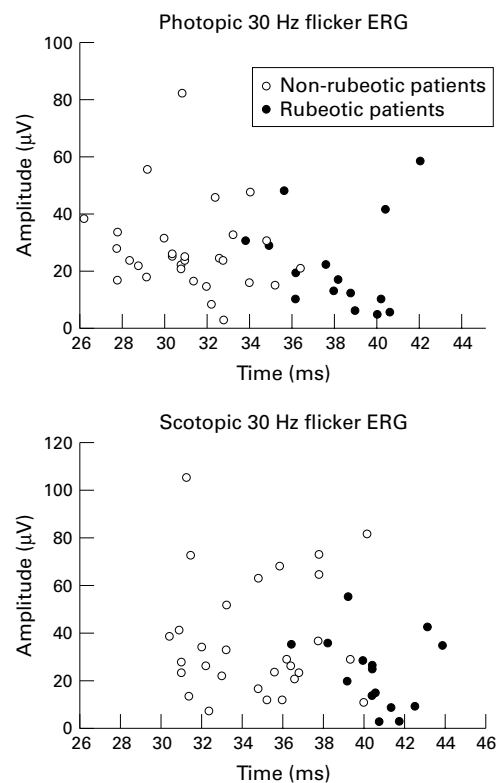 Photopic 30 Hz flicker ERG
100
80
60
40
20
0
Amplitude (μV)
○ Non-rubeotic patients
● Rubeotic patients
26 28 30 32 34 36 38 40 42 44
Time (ms)
Scotopic 30 Hz flicker ERG
120
100
80
60
40
20
0
Amplitude (μV)
26 28 30 32 34 36 38 40 42 44 46
Time (ms)